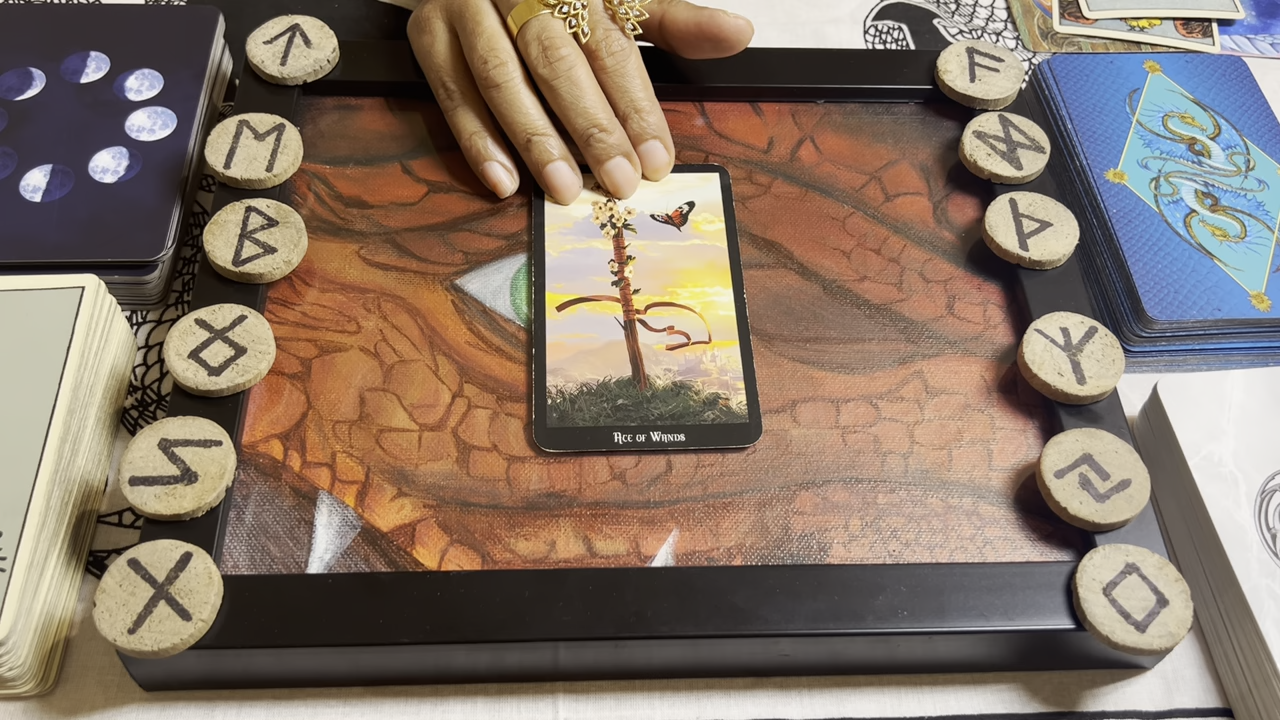 ᛏ
ᚨ
ᛖ
ᛞ
ᛒ
ᚦ
ᛟ
ᛉ
Ace of Wands
ᛊ
ᚷ
ᛜ